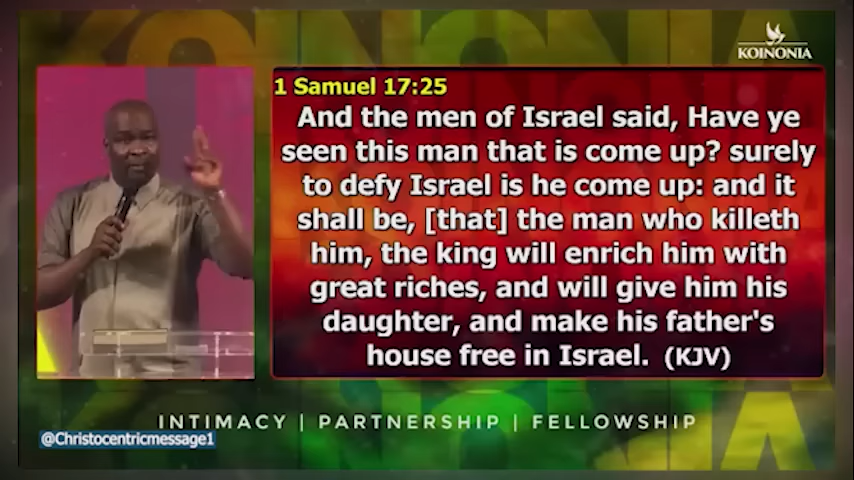 KOINONIA
1 Samuel 17:25
And the men of Israel said, Have ye
seen this man that is come up? surely
to defy Israel is he come up: and it
shall be, [that] the man who killeth
him, the king will enrich him with
great riches, and will give him his
daughter, and make his father's
house free in Israel. (KJV)
INTIMACY | PARTNERSHIP | FELLOWSHIP
@Christocentricmessage1